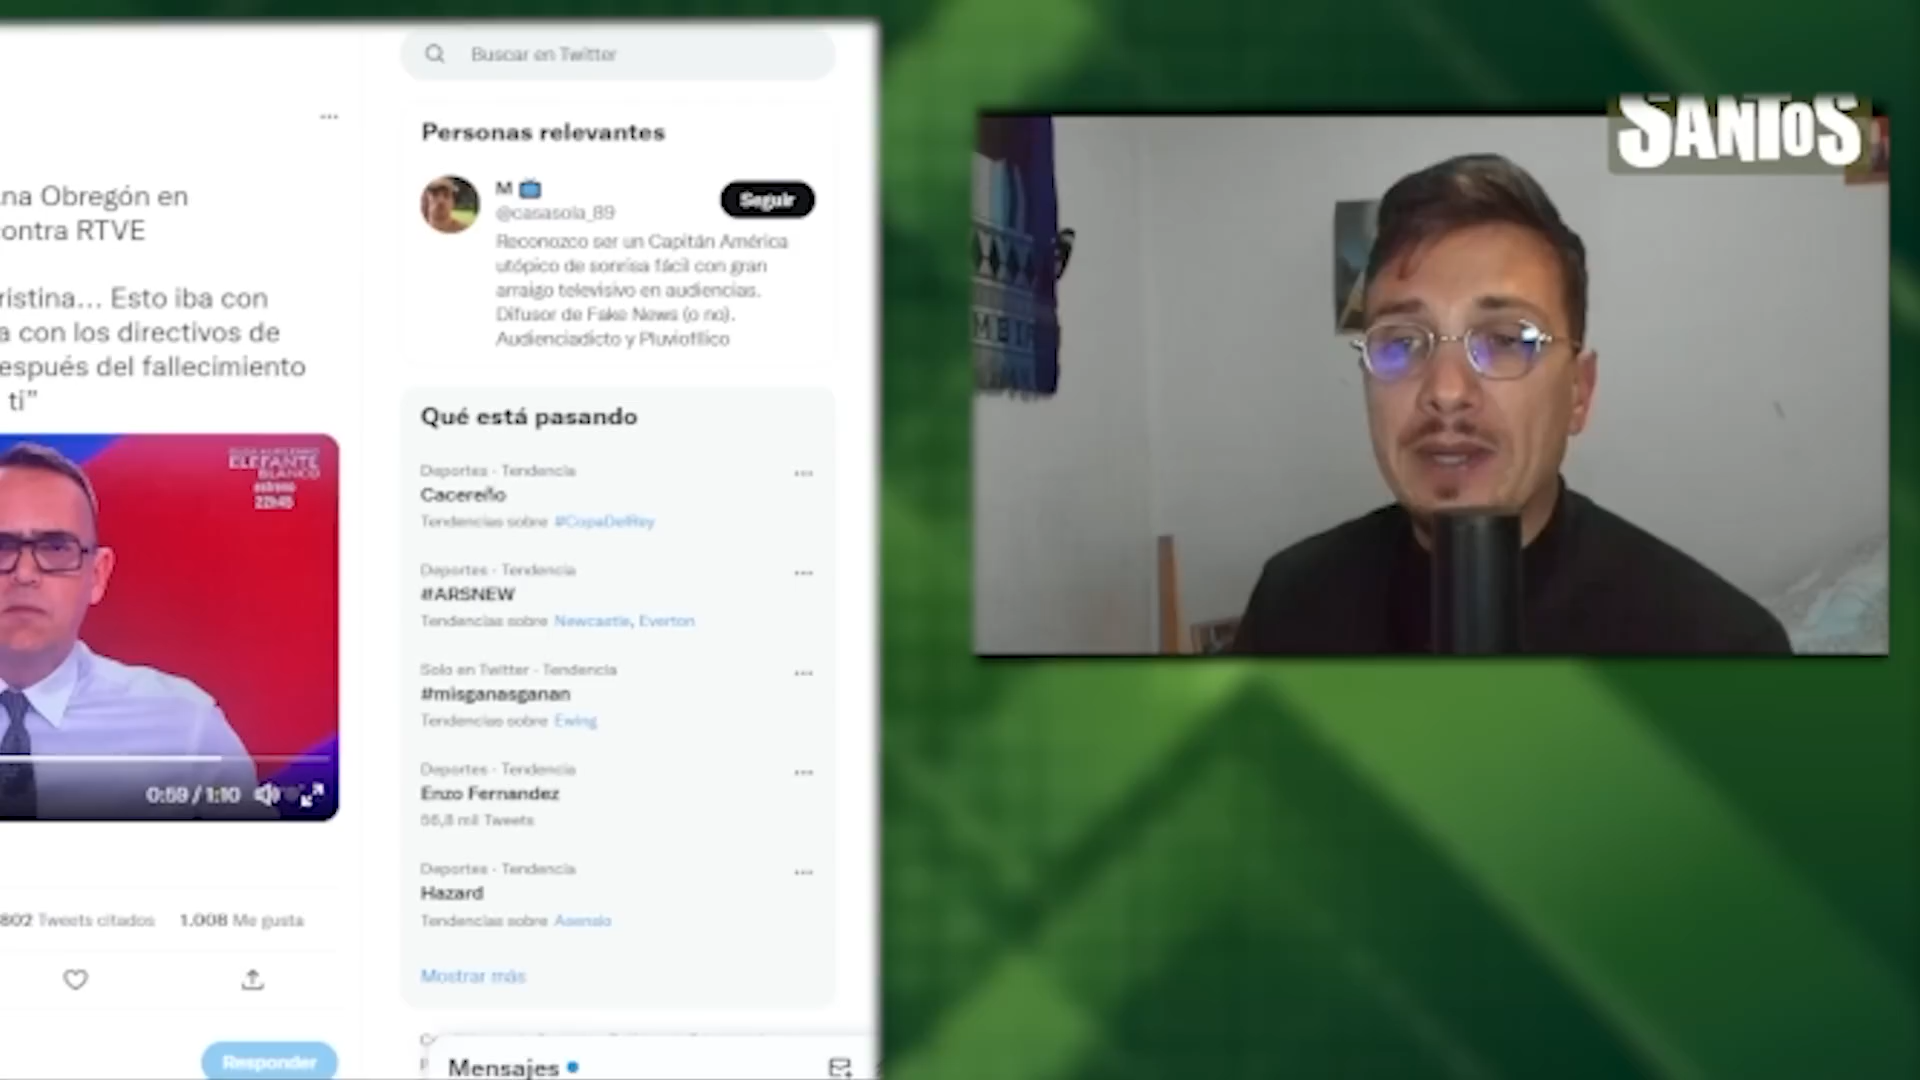 Buscar en Twitter
...
na Obregón en
ontra RTVE
ristina... Esto iba con
a con los directivos de
espués del fallecimiento
ti”
ELEFANTE
BLANCO
estreno
22h45
0:59 / 1:10
802 Tweets citados 1.008 Me gusta
Responder
Personas relevantes
M
@casasola_89
Seguir
Reconozco ser un Capitán América
utópico de sonrisa fácil con gran
arraigo televisivo en audiencias.
Difusor de Fake News (o no).
Audienciadicto y Pluviofílico
Qué está pasando
Deportes · Tendencia
Cacereño
Tendencias sobre #CopaDelRey
Deportes · Tendencia
#ARSNEW
Tendencias sobre Newcastle, Everton
Solo en Twitter · Tendencia
#misganasganan
Tendencias sobre Ewing
Deportes · Tendencia
Enzo Fernandez
Tweets
Deportes · Tendencia
Hazard
Tendencias sobre Asensio
Mostrar más
Mensajes
SANTOS